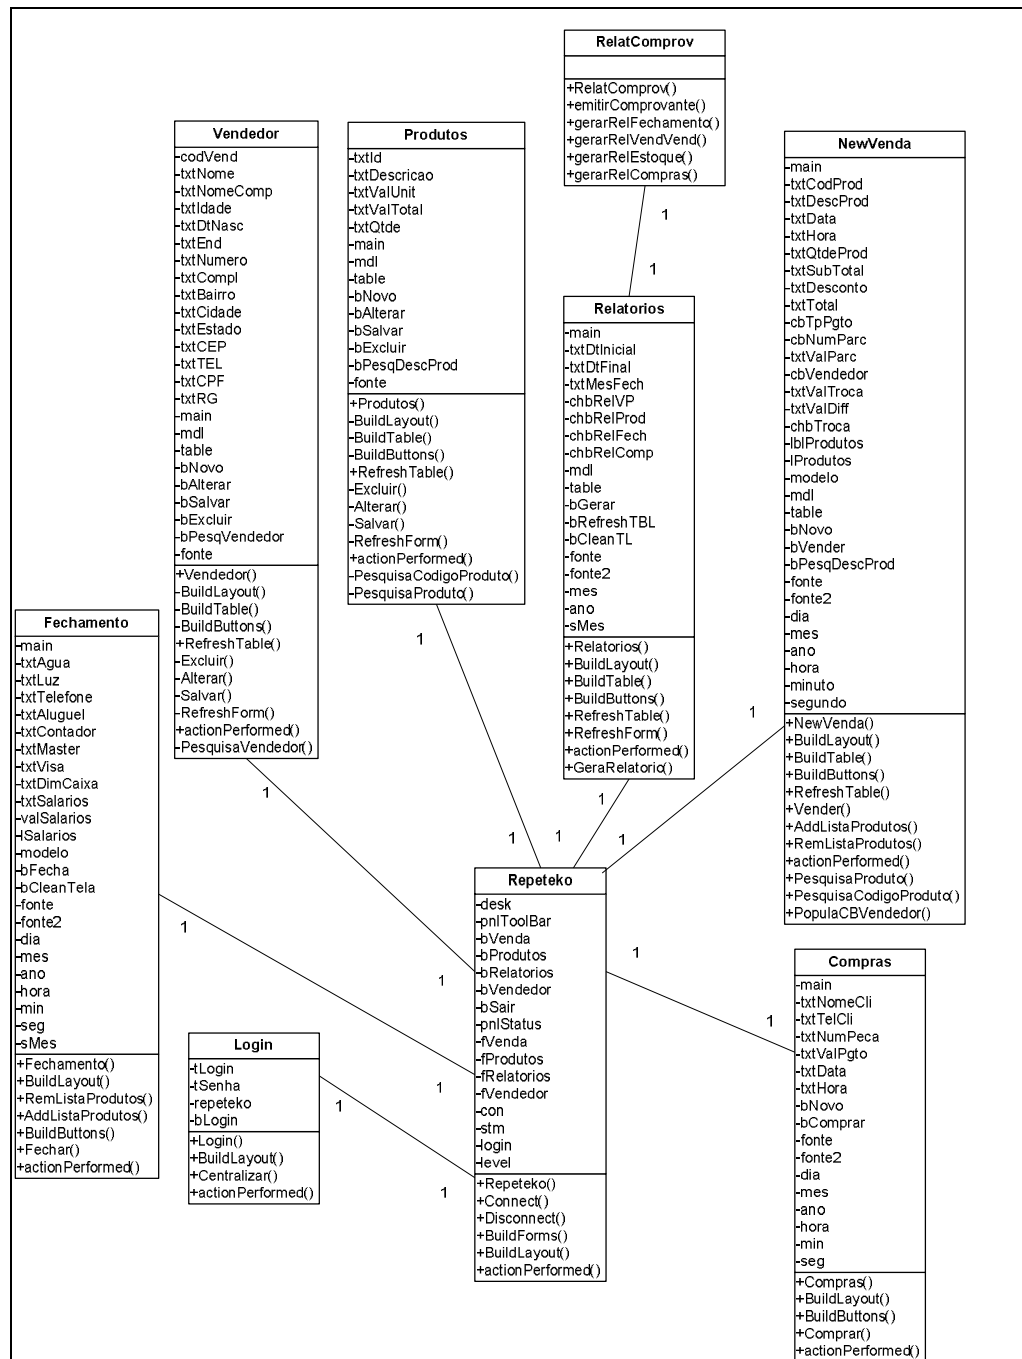 RelatComprov
+RelatComprov()
+emitirComprovante()
+gerarRelFechamento()
+gerarRelVendVend()
+gerarRelEstoque()
+gerarRelCompras()
1
1
Vendedor
-codVend
-txtNome
-txtNomeComp
-txtIdade
-txtDtNasc
-txtEnd
-txtNumero
-txtCompl
-txtBairro
-txtCidade
-txtEstado
-txtCEP
-txtTEL
-txtCPF
-txtRG
-main
-mdl
-table
-bNovo
-bAlterar
-bSalvar
-bExcluir
-bPesqVendedor
-fonte
+Vendedor()
-BuildLayout()
-BuildTable()
-BuildButtons()
+RefreshTable()
-Excluir()
-Alterar()
-Salvar()
-RefreshForm()
+actionPerformed()
-PesquisaVendedor()
1
1
Produtos
-txtId
-txtDescricao
-txtValUnit
-txtValTotal
-txtQtde
-main
-mdl
-table
-bNovo
-bAlterar
-bSalvar
-bExcluir
-bPesqDescProd
-fonte
+Produtos()
-BuildLayout()
-BuildTable()
-BuildButtons()
+RefreshTable()
-Excluir()
-Alterar()
-Salvar()
-RefreshForm()
+actionPerformed()
-PesquisaCodigoProduto()
-PesquisaProduto()
1
1
Relatorios
-main
-txtDtInicial
-txtDtFinal
-txtMesFech
-chbRelVP
-chbRelProd
-chbRelFech
-chbRelComp
-mdl
-table
-bGerar
-bRefreshTBL
-bCleanTL
-fonte
-fonte2
-mes
-ano
-sMes
+Relatorios()
+BuildLayout()
+BuildTable()
+BuildButtons()
+RefreshTable()
+RefreshForm()
+actionPerformed()
+GeraRelatorio()
1
1
NewVenda
-main
-txtCodProd
-txtDescProd
-txtData
-txtHora
-txtQtdeProd
-txtSubTotal
-txtDesconto
-txtTotal
-cbTpPgto
-cbNumParc
-txtValParc
-cbVendedor
-txtValTroca
-txtValDiff
-chbTroca
-lblProdutos
-lProdutos
-modelo
-mdl
-table
-bNovo
-bVender
-bPesqDescProd
-fonte
-fonte2
-dia
-mes
-ano
-hora
-minuto
-segundo
+NewVenda()
+BuildLayout()
+BuildTable()
+BuildButtons()
+RefreshTable()
+Vender()
+AddListaProdutos()
+RemListaProdutos()
+actionPerformed()
+PesquisaProduto()
+PesquisaCodigoProduto()
+PopulaCBVendedor()
1
1
Fechamento
-main
-txtAgua
-txtLuz
-txtTelefone
-txtAluguel
-txtContador
-txtMaster
-txtVisa
-txtDimCaixa
-txtSalarios
-valSalarios
-lSalarios
-modelo
-bFecha
-bCleanTela
-fonte
-fonte2
-dia
-mes
-ano
-hora
-min
-seg
-sMes
+Fechamento()
+BuildLayout()
+RemListaProdutos()
+AddListaProdutos()
+BuildButtons()
+Fechar()
+actionPerformed()
1
1
Login
-tLogin
-tSenha
-repeteko
-bLogin
+Login()
+BuildLayout()
+Centralizar()
+actionPerformed()
1
1
Repeteko
-desk
-pnlToolBar
-bVenda
-bProdutos
-bRelatorios
-bVendedor
-bSair
-pnlStatus
-fVenda
-fProdutos
-fRelatorios
-fVendedor
-con
-stm
-login
-level
+Repeteko()
+Connect()
+Disconnect()
+BuildForms()
+BuildLayout()
+actionPerformed()
1
1
Compras
-main
-txtNomeCli
-txtTelCli
-txtNumPeca
-txtValPgto
-txtData
-txtHora
-bNovo
-bComprar
-fonte
-fonte2
-dia
-mes
-ano
-hora
-min
-seg
+Compras()
+BuildLayout()
+BuildButtons()
+Comprar()
+actionPerformed()